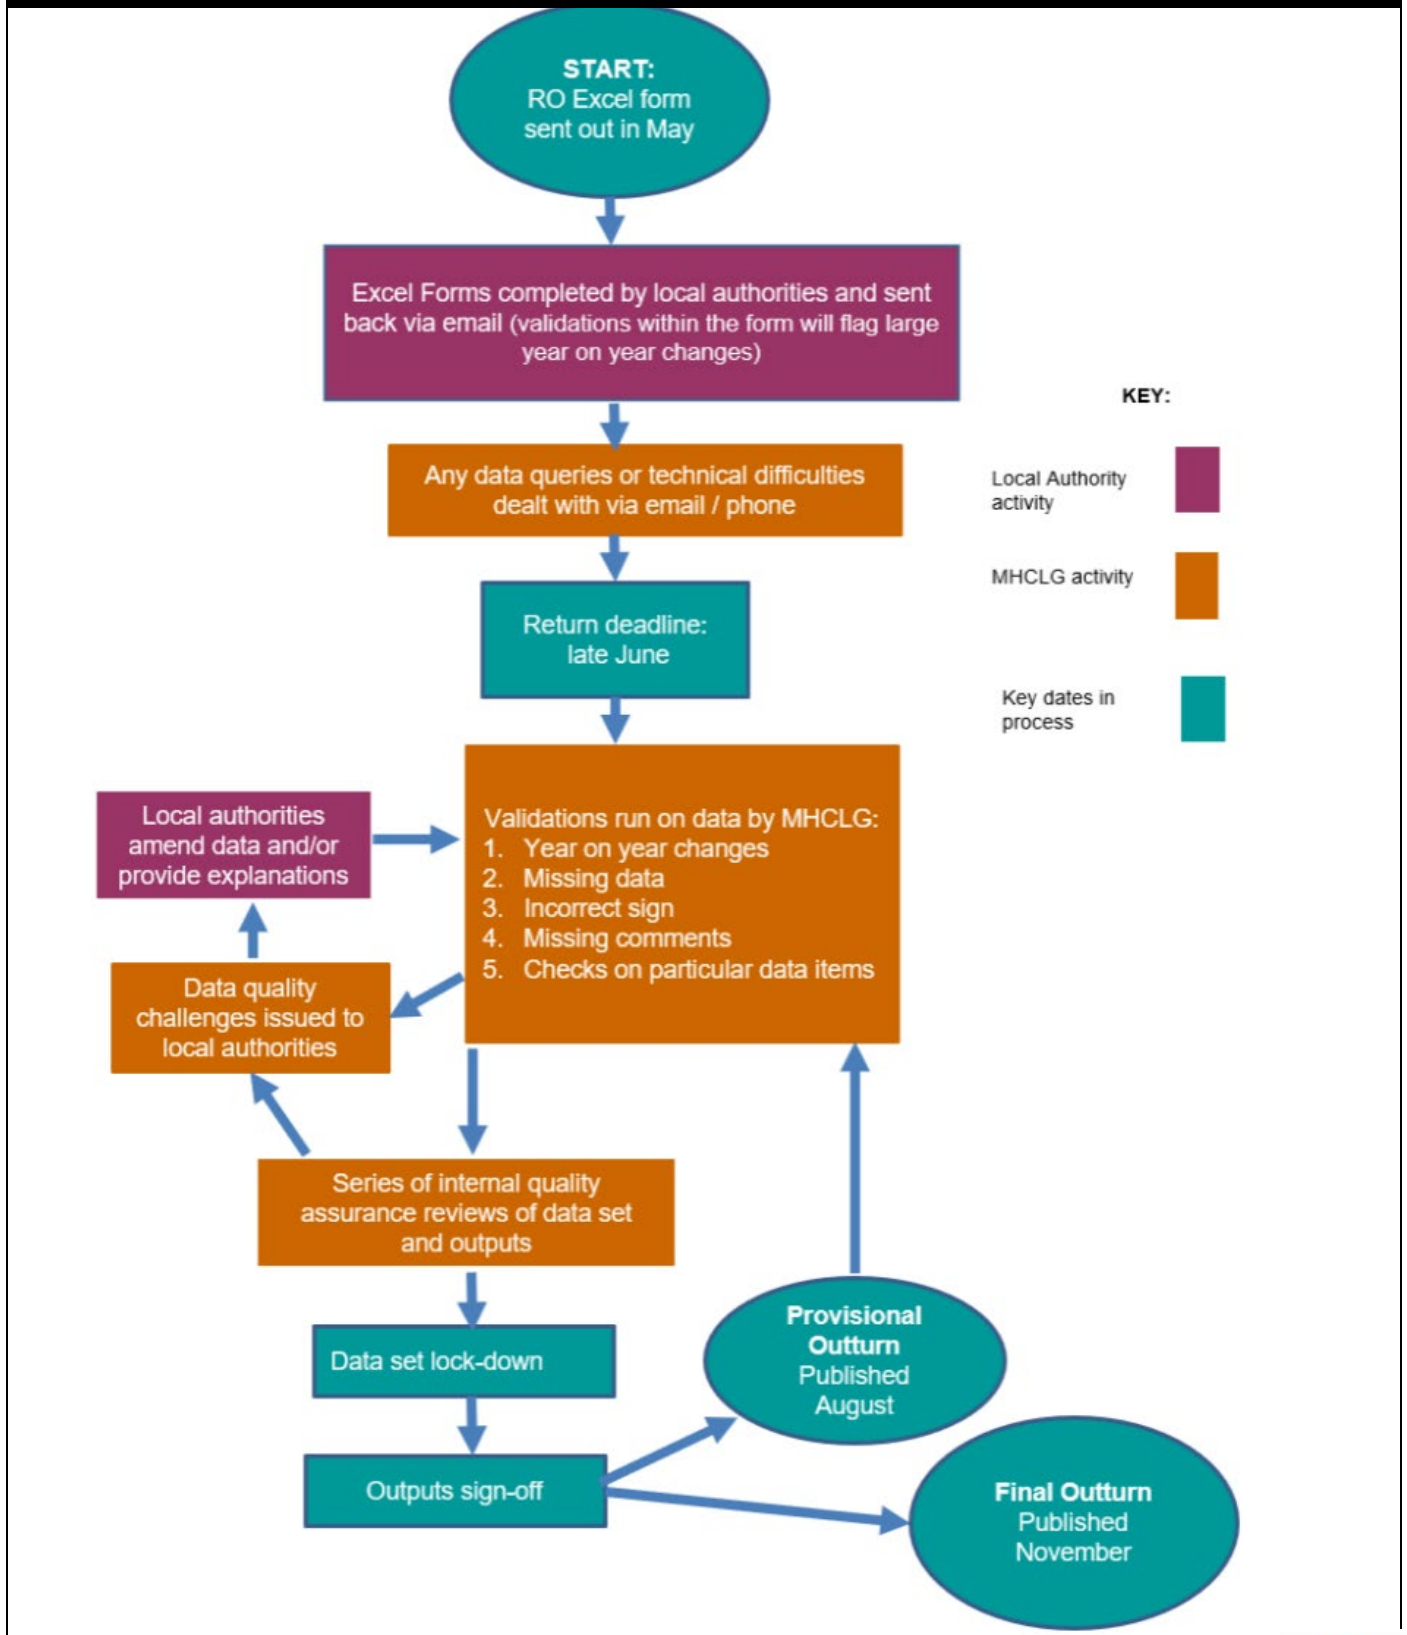 START:
RO Excel form
sent out in May
Excel Forms completed by local authorities and sent
back via email (validations within the form will flag large
year on year changes)
KEY:
Any data queries or technical difficulties
dealt with via email / phone
Local Authority
activity
MHCLG activity
Return deadline:
late June
Key dates in
process
Local authorities
amend data and/or
provide explanations
Validations run on data by MHCLG:
1. Year on year changes
2. Missing data
3. Incorrect sign
4. Missing comments
5. Checks on particular data items
Data quality
challenges issued to
local authorities
Series of internal quality
assurance reviews of data set
and outputs
Data set lock-down
Provisional
Outturn
Published
August
Outputs sign-off
Final Outturn
Published
November